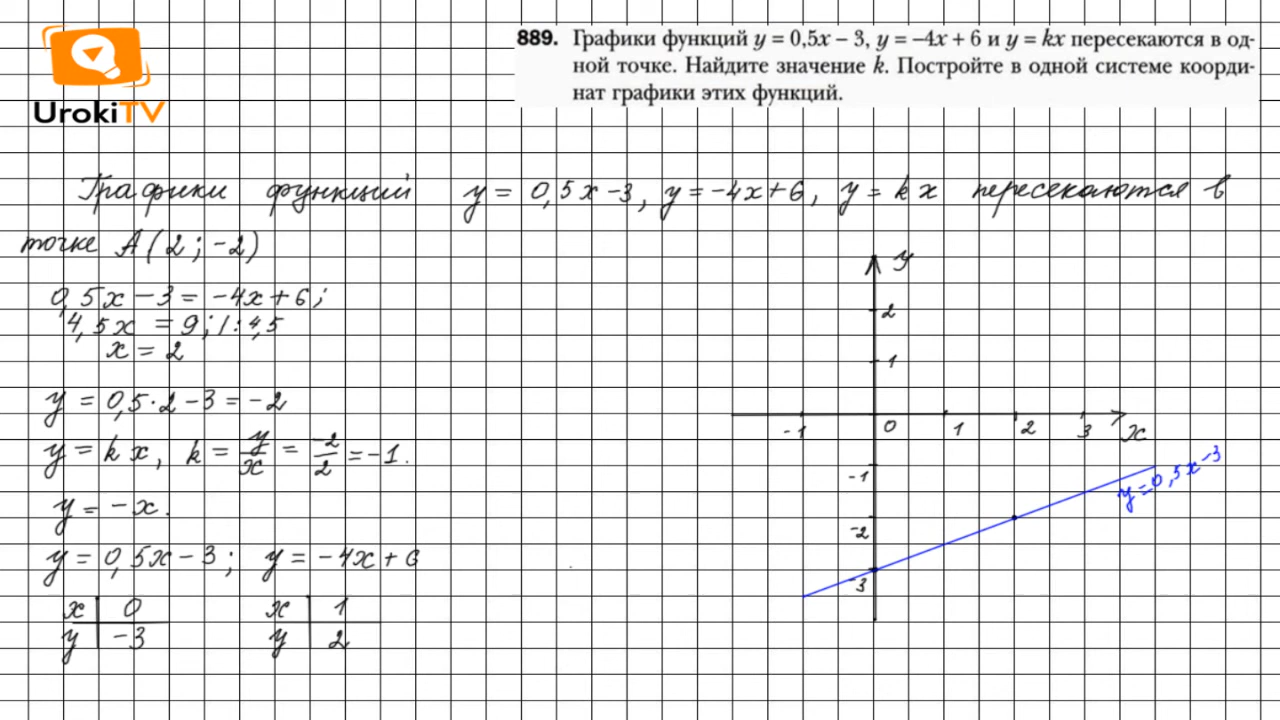 UrokiTV
889. Графики функций y = 0,5x – 3, y = –4x + 6 и y = kx пересекаются в од-
ной точке. Найдите значение k. Постройте в одной системе коорди-
нат графики этих функций.
Графики функций y = 0,5x -3, y = -4x+6, y = kx пересекаются в
точке A(2; -2)
0,5x - 3 = -4x + 6;
4,5x = 9; /: 4,5
x = 2
y = 0,5·2 - 3 = -2
y = kx, k = y/x = -2/2 = -1.
y = -x.
y = 0,5x - 3; y = -4x + 6
x 0 x 1
y -3 y 2
y
2
1
-1 0 1 2 3 x
-1
y=0,5x-3
-2
-3